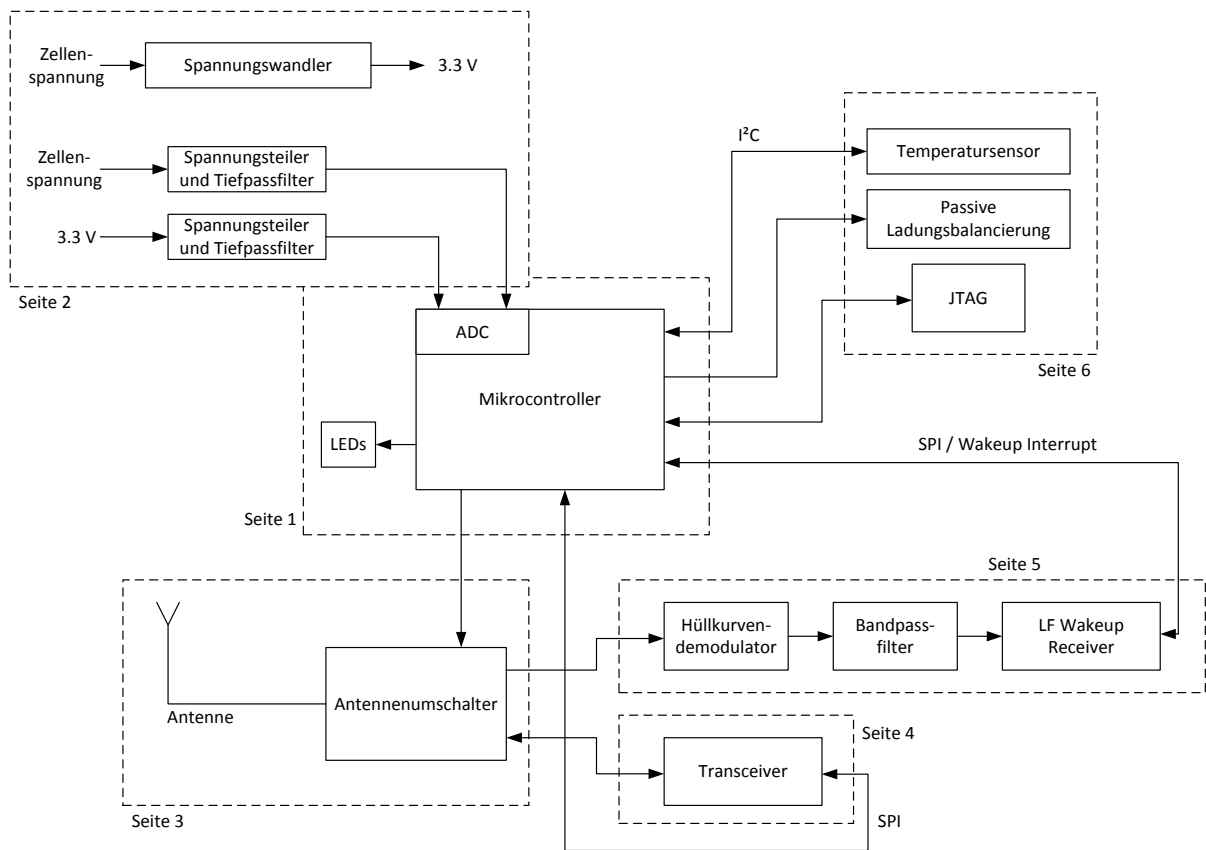 Zellen-
spannung
Spannungswandler
3.3 V
Zellen-
spannung
Spannungsteiler
und Tiefpassfilter
3.3 V
Spannungsteiler
und Tiefpassfilter
Seite 2
I²C
Temperatursensor
Passive
Ladungsbalancierung
JTAG
Seite 6
ADC
Mikrocontroller
LEDs
Seite 1
SPI / Wakeup Interrupt
Seite 5
Hüllkurven-
demodulator
Bandpass-
filter
LF Wakeup
Receiver
Antenne
Antennenumschalter
Seite 3
Seite 4
Transceiver
SPI